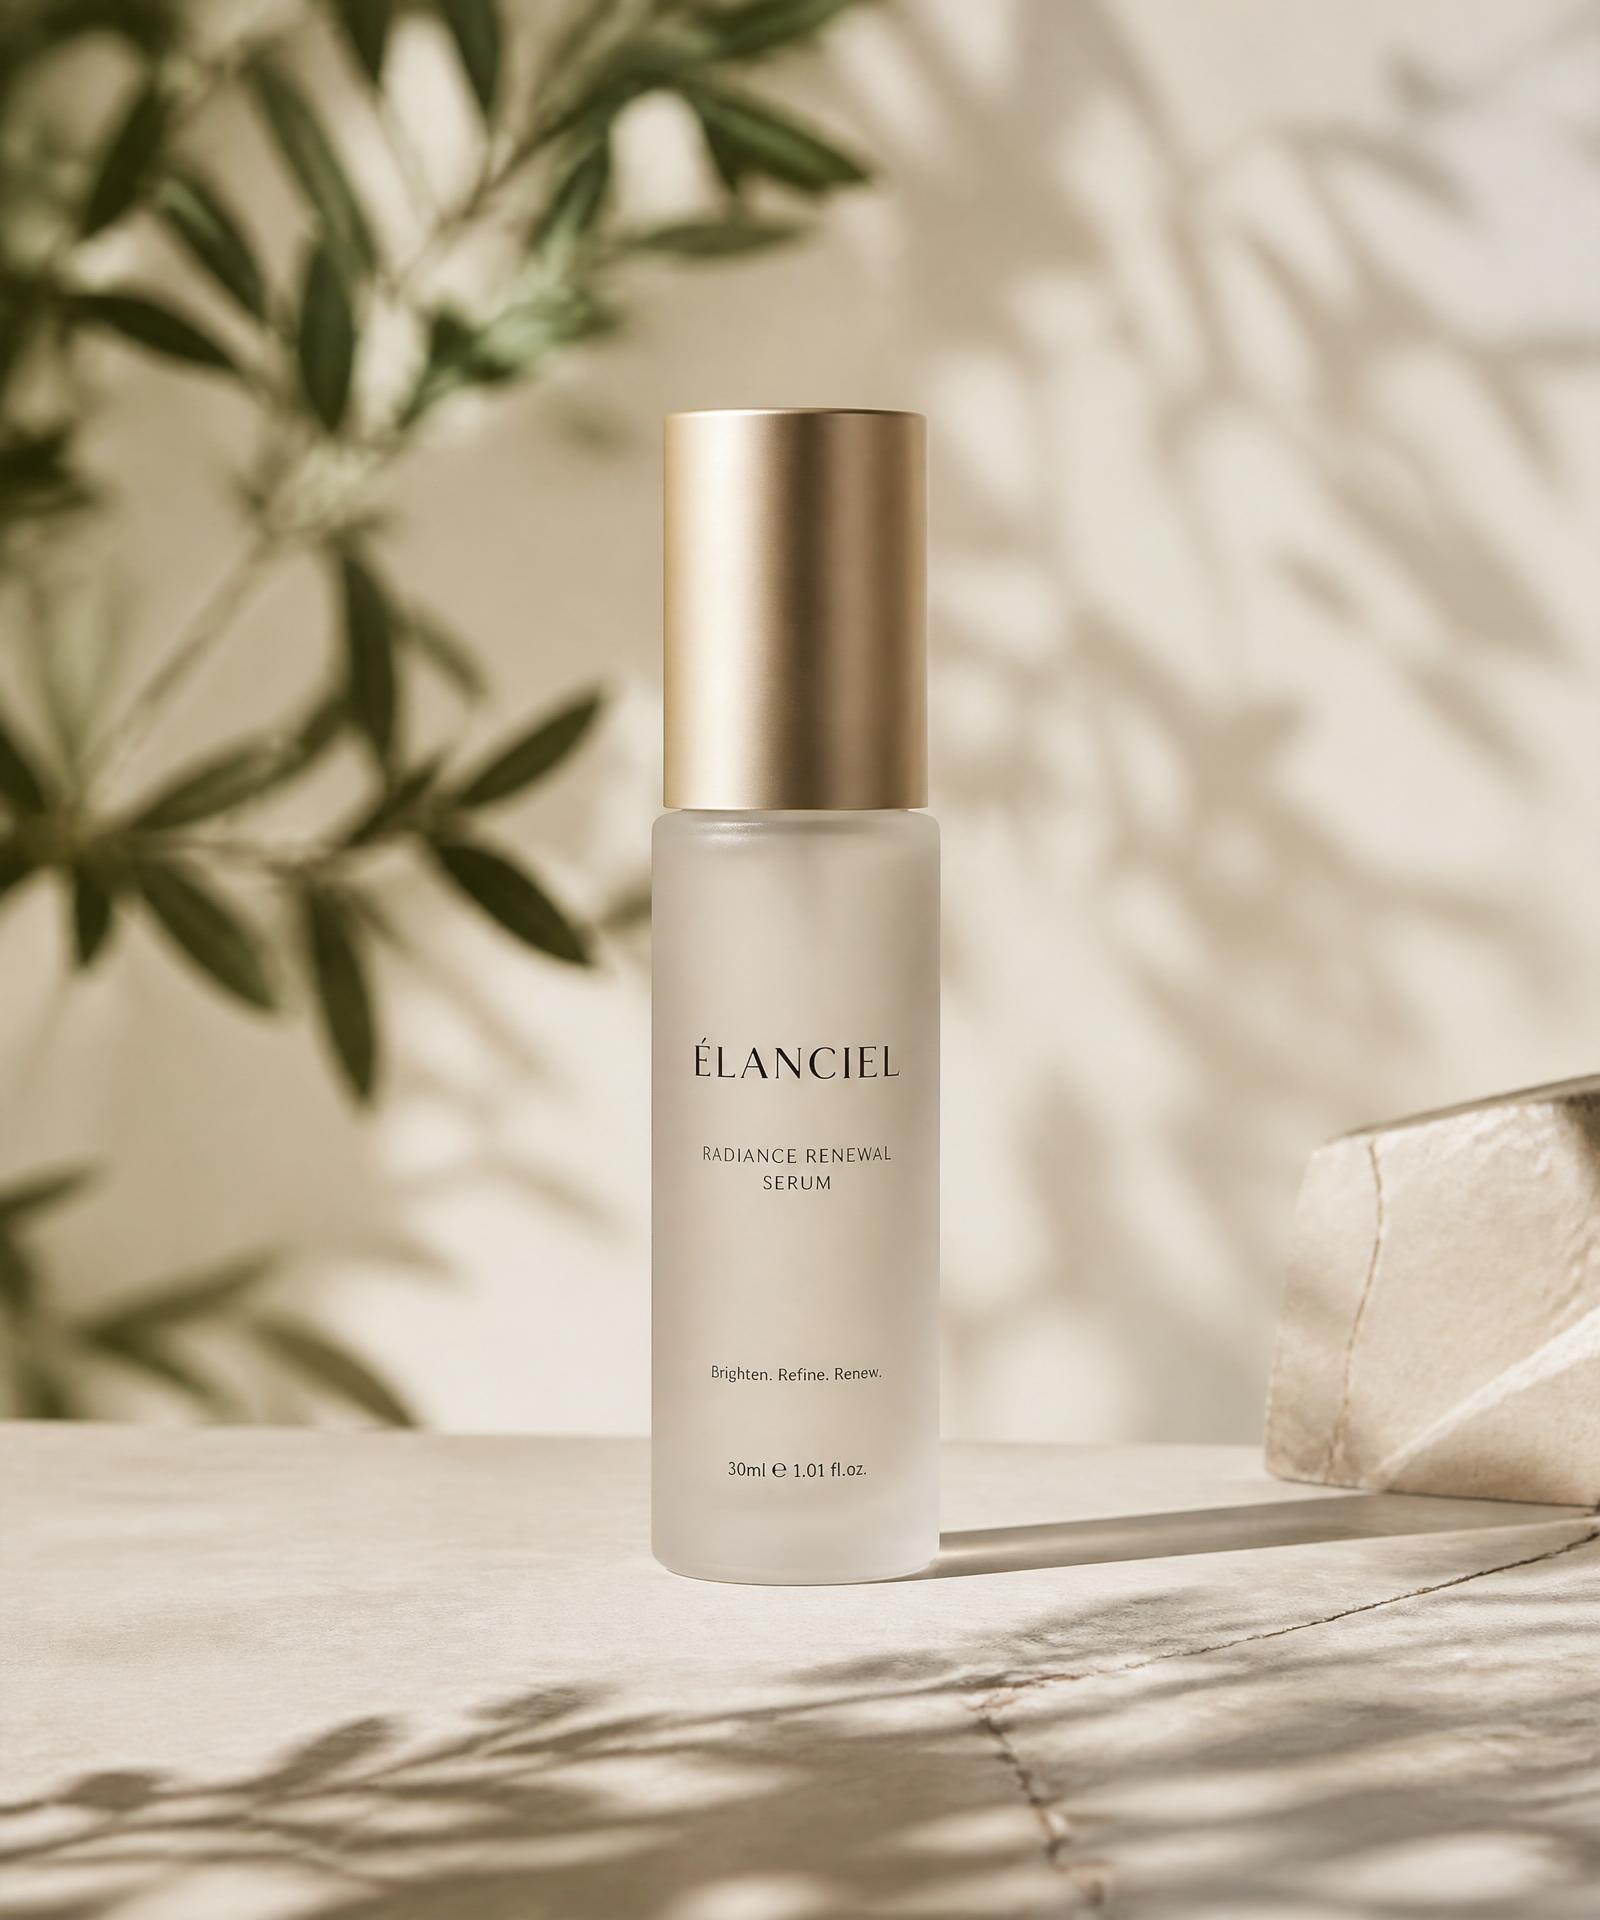 ÉLANCIEL
RADIANCE RENEWAL
SERUM
Brighten. Refine. Renew.
30ml ℮ 1.01 fl.oz.